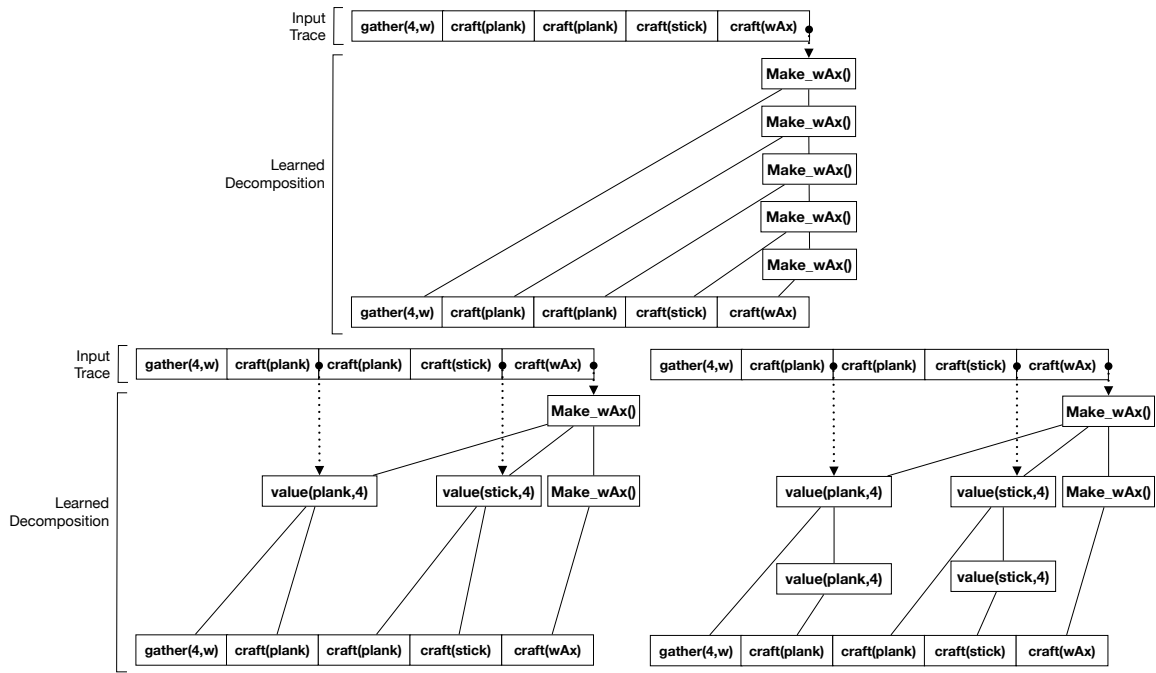 Input
Trace
gather(4,w) craft(plank) craft(plank) craft(stick) craft(wAx)
Learned
Decomposition
Make_wAx()
Make_wAx()
Make_wAx()
Make_wAx()
Make_wAx()
gather(4,w) craft(plank) craft(plank) craft(stick) craft(wAx)
Input
Trace
gather(4,w) craft(plank) craft(plank) craft(stick) craft(wAx)
Learned
Decomposition
Make_wAx()
value(plank,4) value(stick,4) Make_wAx()
gather(4,w) craft(plank) craft(plank) craft(stick) craft(wAx)
gather(4,w) craft(plank) craft(plank) craft(stick) craft(wAx)
Make_wAx()
value(plank,4) value(stick,4) Make_wAx()
value(plank,4) value(stick,4)
gather(4,w) craft(plank) craft(plank) craft(stick) craft(wAx)